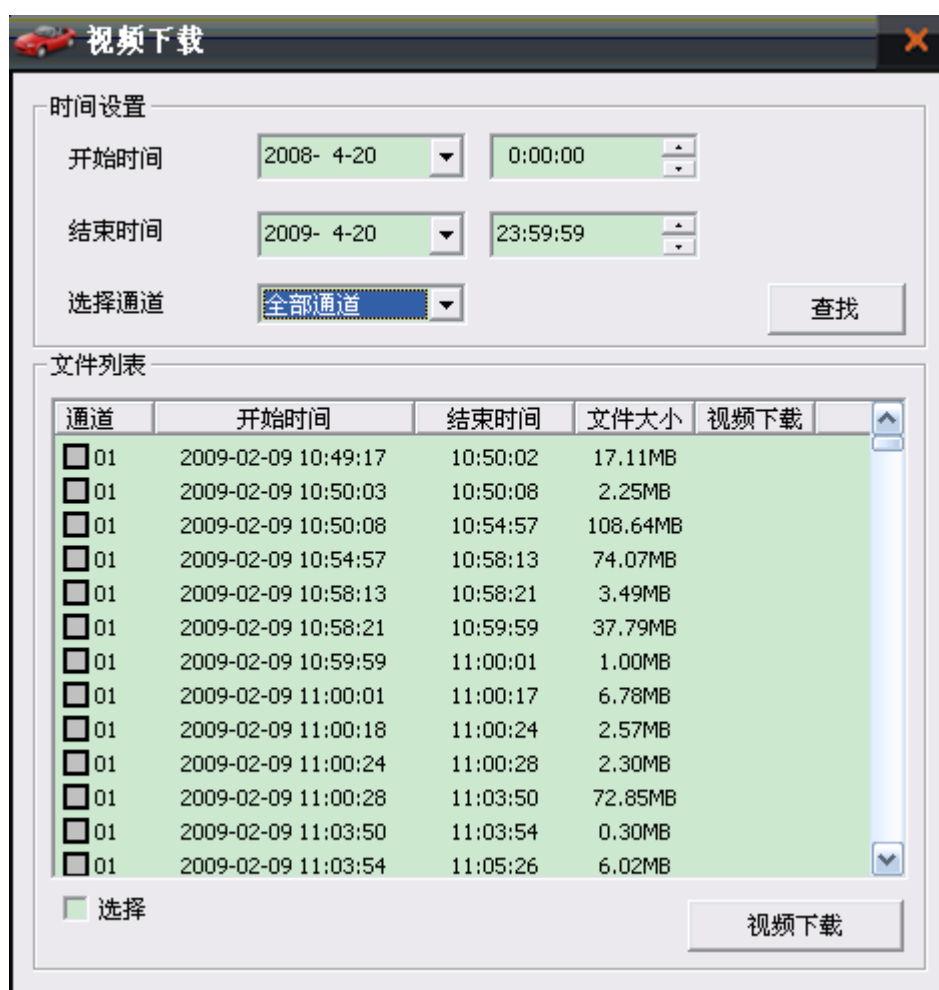 视频下载
时间设置
开始时间 2008- 4-20 0:00:00
结束时间 2009- 4-20 23:59:59
选择通道 全部通道 查找
文件列表
通道 开始时间 结束时间 文件大小 视频下载
01 2009-02-09 10:49:17 10:50:02 17.11MB
01 2009-02-09 10:50:03 10:50:08 2.25MB
01 2009-02-09 10:50:08 10:54:57 108.64MB
01 2009-02-09 10:54:57 10:58:13 74.07MB
01 2009-02-09 10:58:13 10:58:21 3.49MB
01 2009-02-09 10:58:21 10:59:59 37.79MB
01 2009-02-09 10:59:59 11:00:01 1.00MB
01 2009-02-09 11:00:01 11:00:17 6.78MB
01 2009-02-09 11:00:18 11:00:24 2.57MB
01 2009-02-09 11:00:24 11:00:28 2.30MB
01 2009-02-09 11:00:28 11:03:50 72.85MB
01 2009-02-09 11:03:50 11:03:54 0.30MB
01 2009-02-09 11:03:54 11:05:26 6.02MB
选择
视频下载